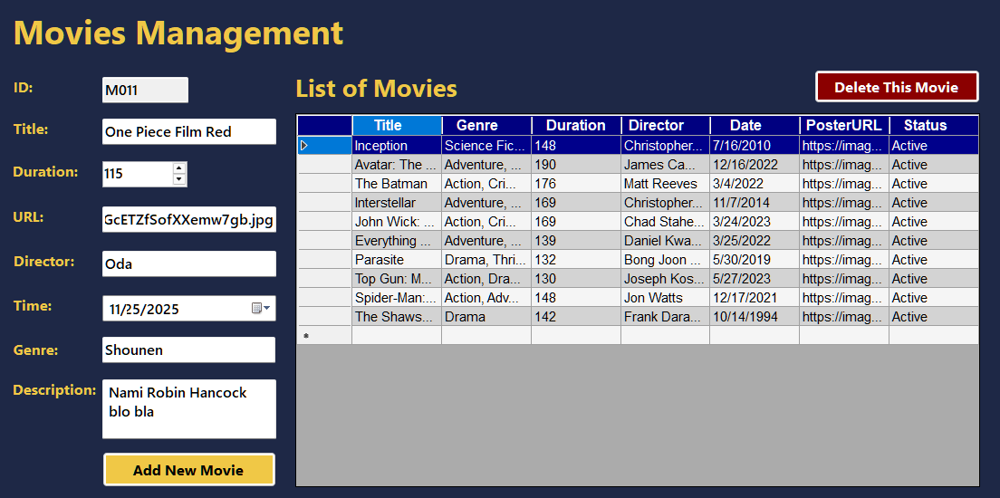 Movies Management
ID: M011
Title: One Piece Film Red
Duration: 115
URL: GcETZfSofXXemw7gb.jpg
Director: Oda
Time: 11/25/2025
Genre: Shounen
Description: Nami Robin Hancock
blo bla
Add New Movie
List of Movies
Delete This Movie
Title Genre Duration Director Date PosterURL Status
Inception Science Fic... 148 Christopher... 7/16/2010 https://imag... Active
Avatar: The ... Adventure, ... 190 James Ca... 12/16/2022 https://imag... Active
The Batman Action, Cri... 176 Matt Reeves 3/4/2022 https://imag... Active
Interstellar Adventure, ... 169 Christopher... 11/7/2014 https://imag... Active
John Wick: ... Action, Cri... 169 Chad Stahe... 3/24/2023 https://imag... Active
Everything ... Adventure, ... 139 Daniel Kwa... 3/25/2022 https://imag... Active
Parasite Drama, Thri... 132 Bong Joon ... 5/30/2019 https://imag... Active
Top Gun: M... Action, Dra... 130 Joseph Kos... 5/27/2023 https://imag... Active
Spider-Man:... Action, Adv... 148 Jon Watts 12/17/2021 https://imag... Active
The Shaws... Drama 142 Frank Dara... 10/14/1994 https://imag... Active